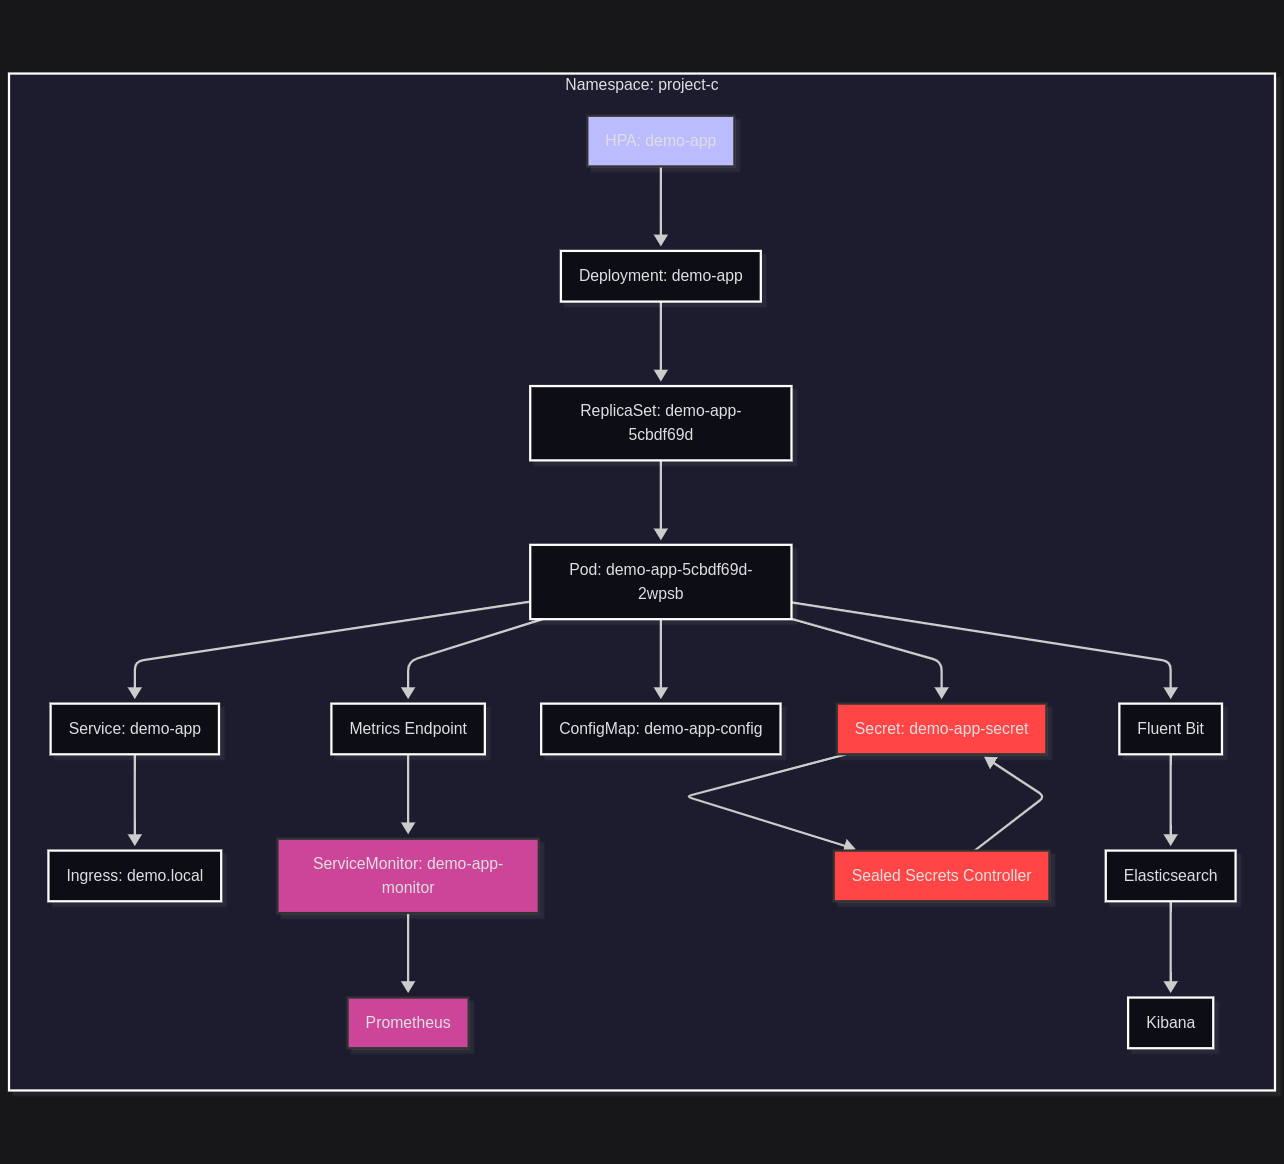 Namespace: project-c
HPA: demo-app
Deployment: demo-app
ReplicaSet: demo-app-
5cbdf69d
Pod: demo-app-5cbdf69d-
2wpsb
Service: demo-app
Metrics Endpoint
ConfigMap: demo-app-config
Secret: demo-app-secret
Fluent Bit
Ingress: demo.local
ServiceMonitor: demo-app-
monitor
Sealed Secrets Controller
Elasticsearch
Prometheus
Kibana